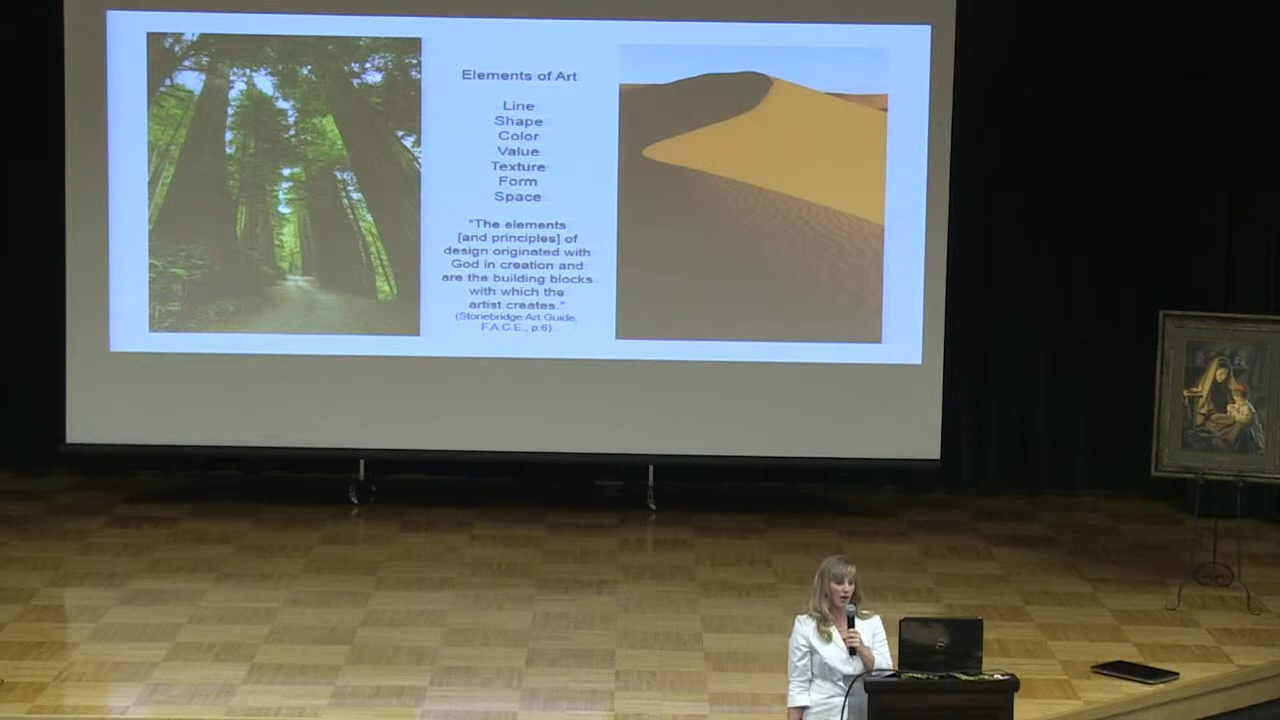 Elements of Art
Line
Shape
Color
Value
Texture
Form
Space
"The elements
[and principles] of
design originated with
God in creation and
are the building blocks
with which the
artist creates."
(Stonebridge Art Guide,
F.A.C.E., p.6)